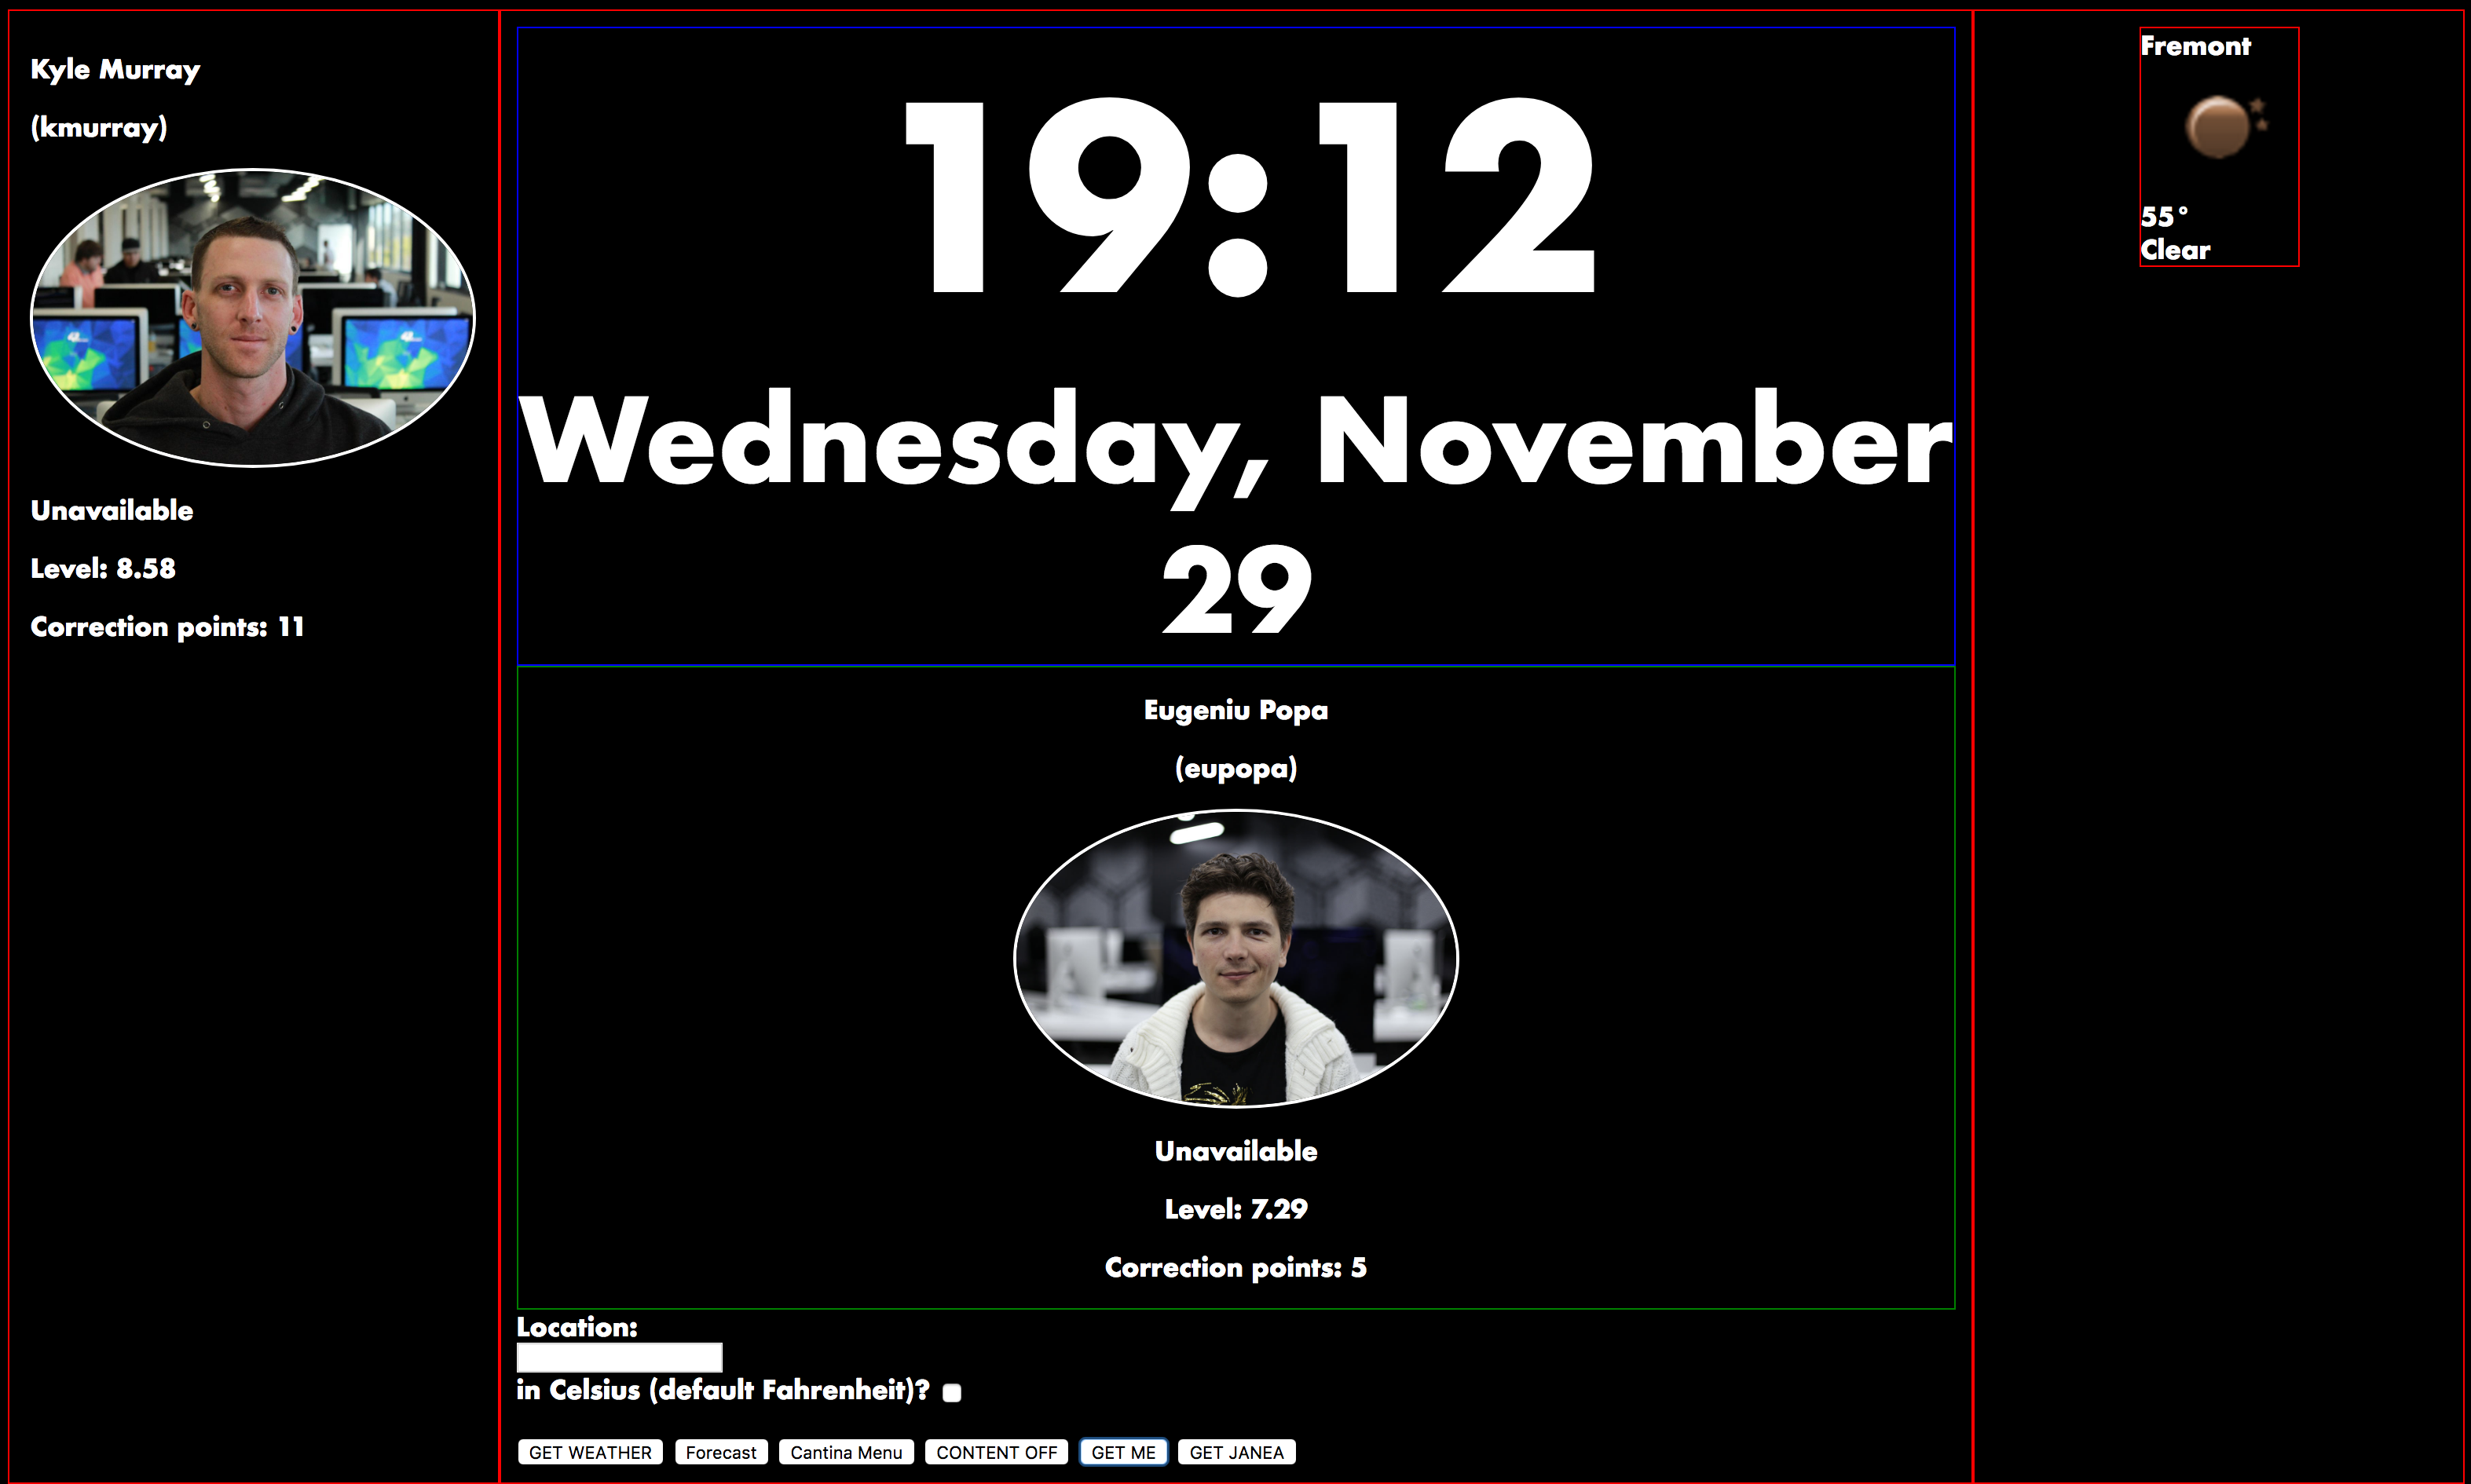 Kyle Murray
(kmurray)
Unavailable
Level: 8.58
Correction points: 11
19:12
Wednesday, November
29
Eugeniu Popa
(eupopa)
Unavailable
Level: 7.29
Correction points: 5
Location:
in Celsius (default Fahrenheit)?
GET WEATHER Forecast Cantina Menu CONTENT OFF GET ME GET JANEA
Fremont
55°
Clear